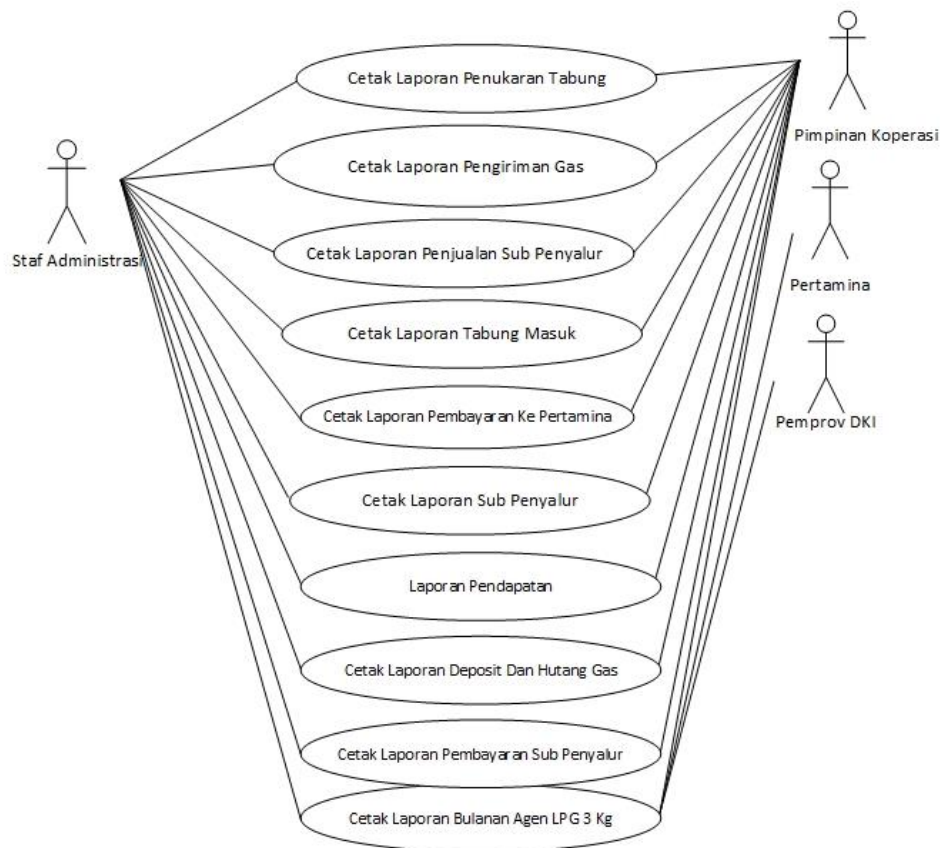 Cetak Laporan Penukaran Tabung
Pimpinan Koperasi
Cetak Laporan Pengiriman Gas
Staf Administrasi
Cetak Laporan Penjualan Sub Penyalur
Pertamina
Cetak Laporan Tabung Masuk
Cetak Laporan Pembayaran Ke Pertamina
Pemprov DKI
Cetak Laporan Sub Penyalur
Laporan Pendapatan
Cetak Laporan Deposit Dan Hutang Gas
Cetak Laporan Pembayaran Sub Penyalur
Cetak Laporan Bulanan Agen LPG 3 Kg